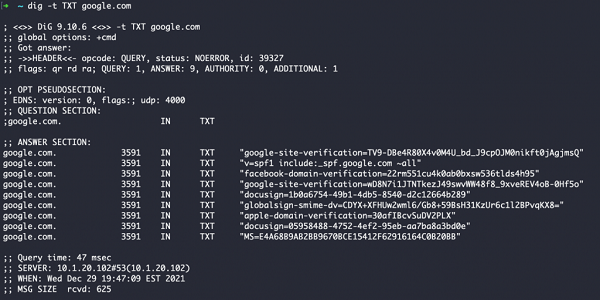 → ~ dig -t TXT google.com
; <<>> DiG 9.10.6 <<>> -t TXT google.com
;; global options: +cmd
;; Got answer:
;; ->>HEADER<<- opcode: QUERY, status: NOERROR, id: 39327
;; flags: qr rd ra; QUERY: 1, ANSWER: 9, AUTHORITY: 0, ADDITIONAL: 1
;; OPT PSEUDOSECTION:
; EDNS: version: 0, flags:; udp: 4000
;; QUESTION SECTION:
;google.com. IN TXT
;; ANSWER SECTION:
google.com. 3591 IN TXT "google-site-verification=TV9-DBe4R80X4v0M4U_bd_J9cpOJM0nikft0jAgjmsQ"
google.com. 3591 IN TXT "v=spf1 include:_spf.google.com ~all"
google.com. 3591 IN TXT "facebook-domain-verification=22rm551cu4k0ab0bxsw536tlds4h95"
google.com. 3591 IN TXT "google-site-verification=wD8N7i1JTNTkezJ49swvWW48f8_9xveREV4oB-0Hf5o"
google.com. 3591 IN TXT "docusign=1b0a6754-49b1-4db5-8540-d2c12664b289"
google.com. 3591 IN TXT "globalsign-smime-dv=CDYX+XFHUw2wml6/Gb8+59BsH31KzUr6c1l2BPvqKX8="
google.com. 3591 IN TXT "apple-domain-verification=30afIBcvSuDV2PLX"
google.com. 3591 IN TXT "docusign=05958488-4752-4ef2-95eb-aa7ba8a3bd0e"
google.com. 3591 IN TXT "MS=E4A68B9AB2BB9670BCE15412F62916164C0B20BB"
;; Query time: 47 msec
;; SERVER: 10.1.20.102#53(10.1.20.102)
;; WHEN: Wed Dec 29 19:47:09 EST 2021
;; MSG SIZE rcvd: 625